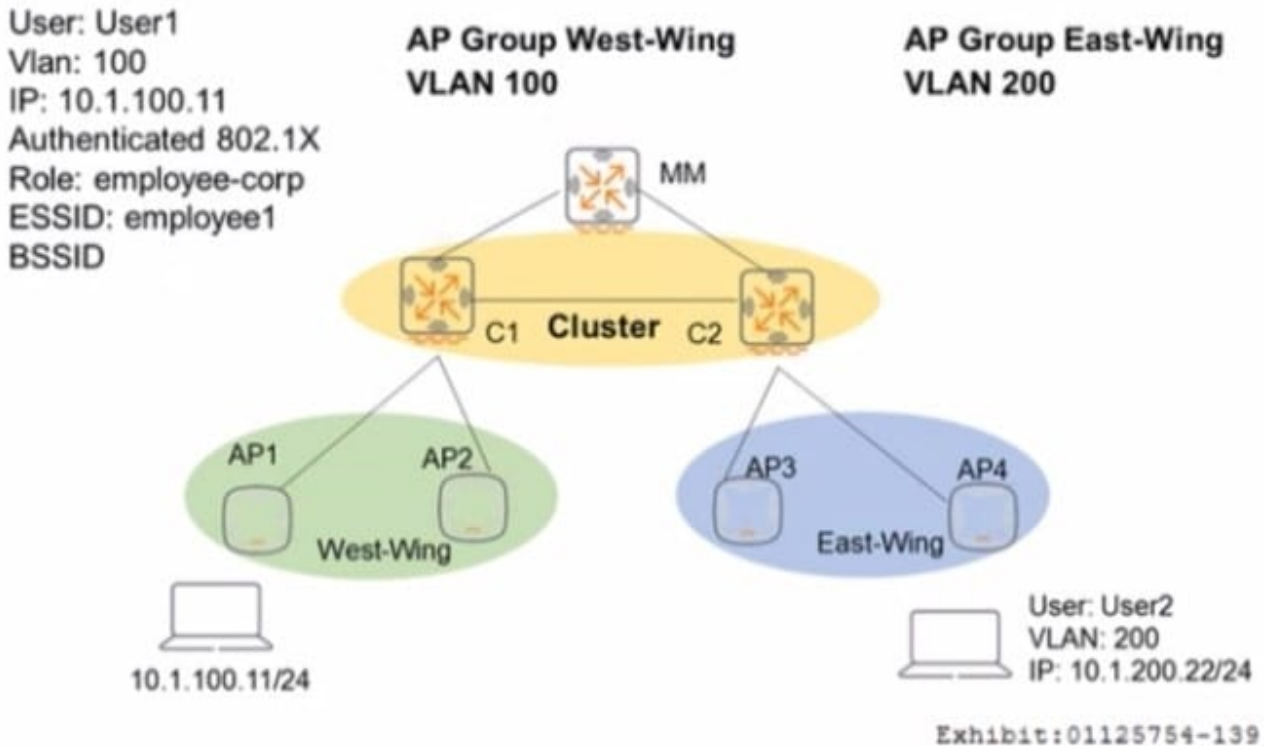 User: User1
Vlan: 100
IP: 10.1.100.11
Authenticated 802.1X
Role: employee-corp
ESSID: employee1
BSSID
AP Group West-Wing
VLAN 100
AP Group East-Wing
VLAN 200
MM
C1 Cluster C2
AP1
AP2
West-Wing
AP3
AP4
East-Wing
10.1.100.11/24
User: User2
VLAN: 200
IP: 10.1.200.22/24
Exhibit:01125754-139